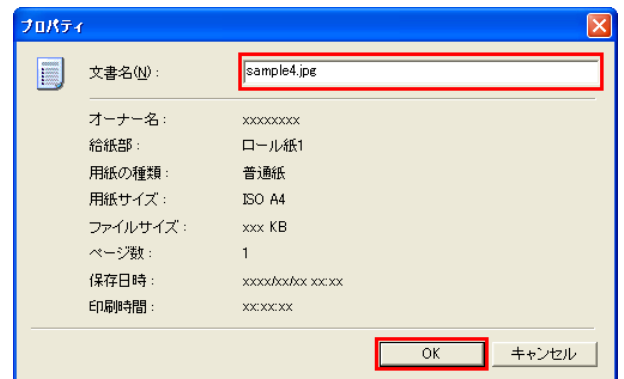 プロパティ
文書名(N) : sample4.jpg
オーナー名 : xxxxxxxx
給紙部 : ロール紙1
用紙の種類 : 普通紙
用紙サイズ : ISO A4
ファイルサイズ : xxx KB
ページ数 : 1
保存日時 : xxxx/xx/xx xx:xx
印刷時間 : xx:xx:xx
OK キャンセル